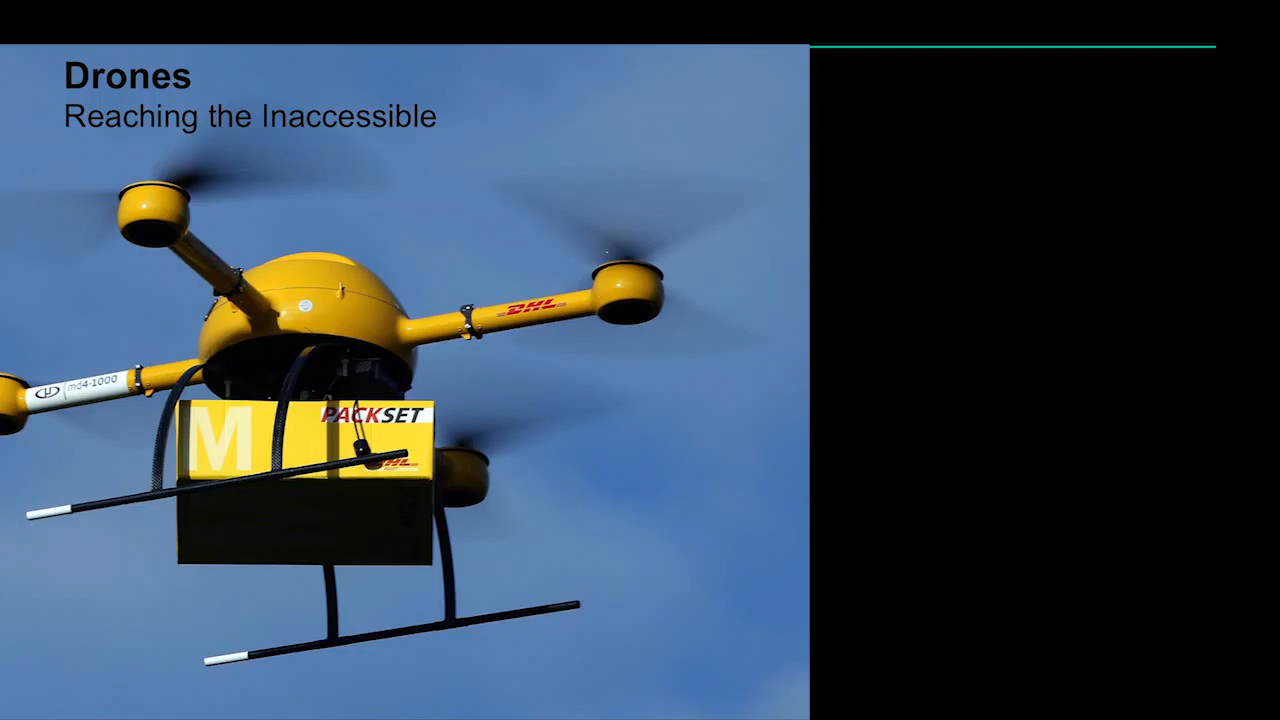 Drones
Reaching the Inaccessible
DHL
md4-1000
M
PACKSET